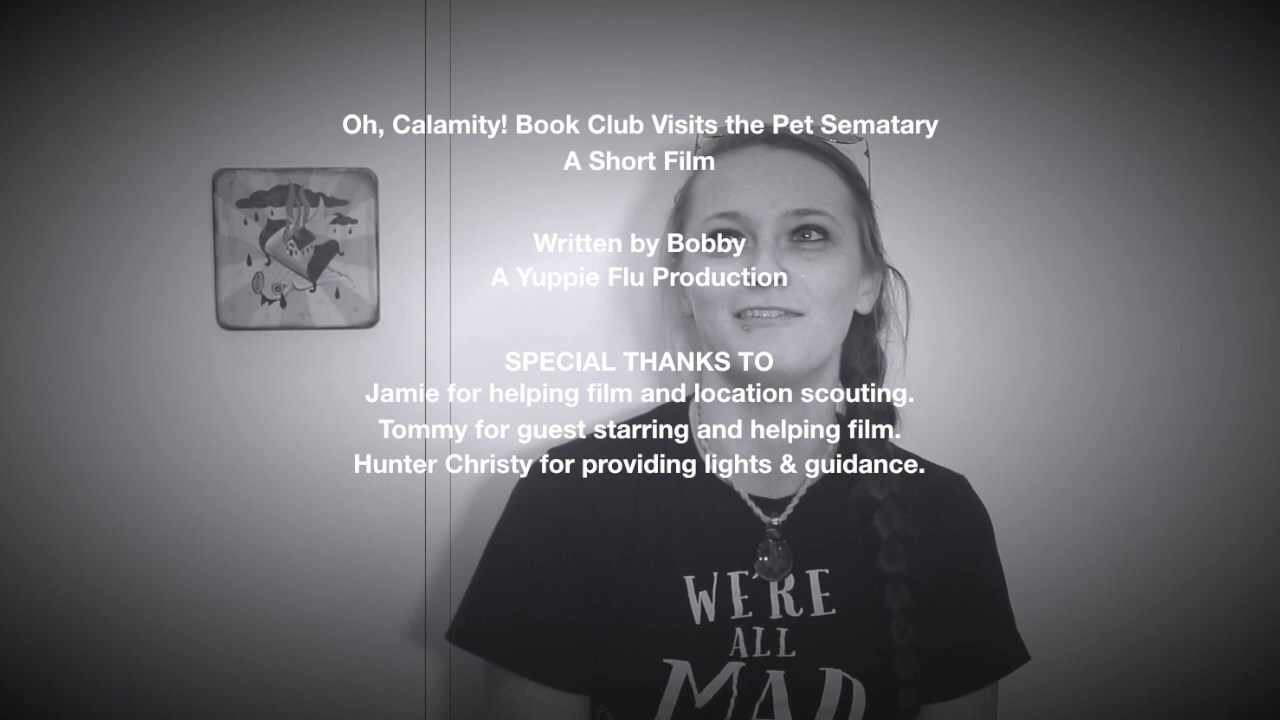 Oh, Calamity! Book Club Visits the Pet Sematary
A Short Film
Written by Bobby
A Yuppie Flu Production
SPECIAL THANKS TO
Jamie for helping film and location scouting.
Tommy for guest starring and helping film.
Hunter Christy for providing lights & guidance.
WE'RE
ALL
MAD